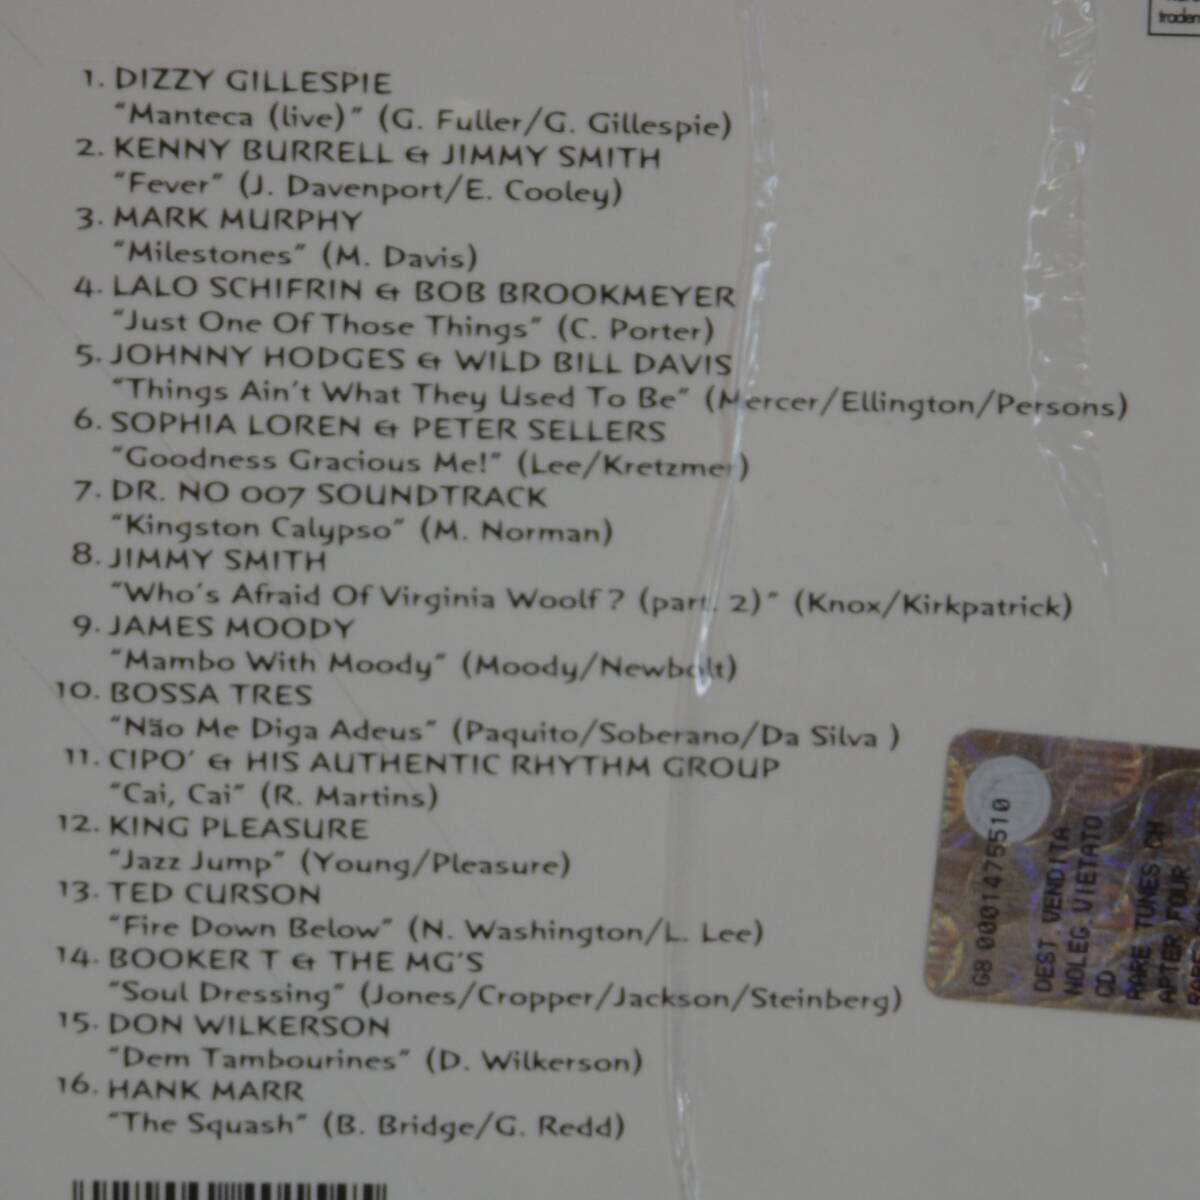 traden
1. DIZZY GILLESPIE
"Manteca (live)" (G. Fuller/G. Gillespie)
2. KENNY BURRELL & JIMMY SMITH
"Fever" (J. Davenport/E. Cooley)
3. MARK MURPHY
"Milestones" (M. Davis)
4. LALO SCHIFRIN & BOB BROOKMEYER
"Just One Of Those Things" (C. Porter)
5. JOHNNY HODGES & WILD BILL DAVIS
"Things Ain't What They Used To Be" (Mercer/Ellington/Persons)
6. SOPHIA LOREN & PETER SELLERS
"Goodness Gracious Me!" (Lee/Kretzmer)
7. DR. NO 007 SOUNDTRACK
"Kingston Calypso" (M. Norman)
8. JIMMY SMITH
"Who's Afraid Of Virginia Woolf? (part. 2)" (Knox/Kirkpatrick)
9. JAMES MOODY
"Mambo With Moody" (Moody/Newbolt)
10. BOSSA TRES
"Não Me Diga Adeus" (Paquito/Soberano/Da Silva )
11. CIPO' & HIS AUTHENTIC RHYTHM GROUP
"Cai, Cai" (R. Martins)
12. KING PLEASURE
"Jazz Jump" (Young/Pleasure)
13. TED CURSON
"Fire Down Below" (N. Washington/L. Lee)
14. BOOKER T & THE MG'S
"Soul Dressing" (Jones/Cropper/Jackson/Steinberg)
15. DON WILKERSON
"Dem Tambourines" (D. Wilkerson)
16. HANK MARR
"The Squash" (B. Bridge/G. Redd)
G8 0001475510
DEST VENDITA
NOLEG VIETATO
CD
RARE TUNES CH
APTER FOUR